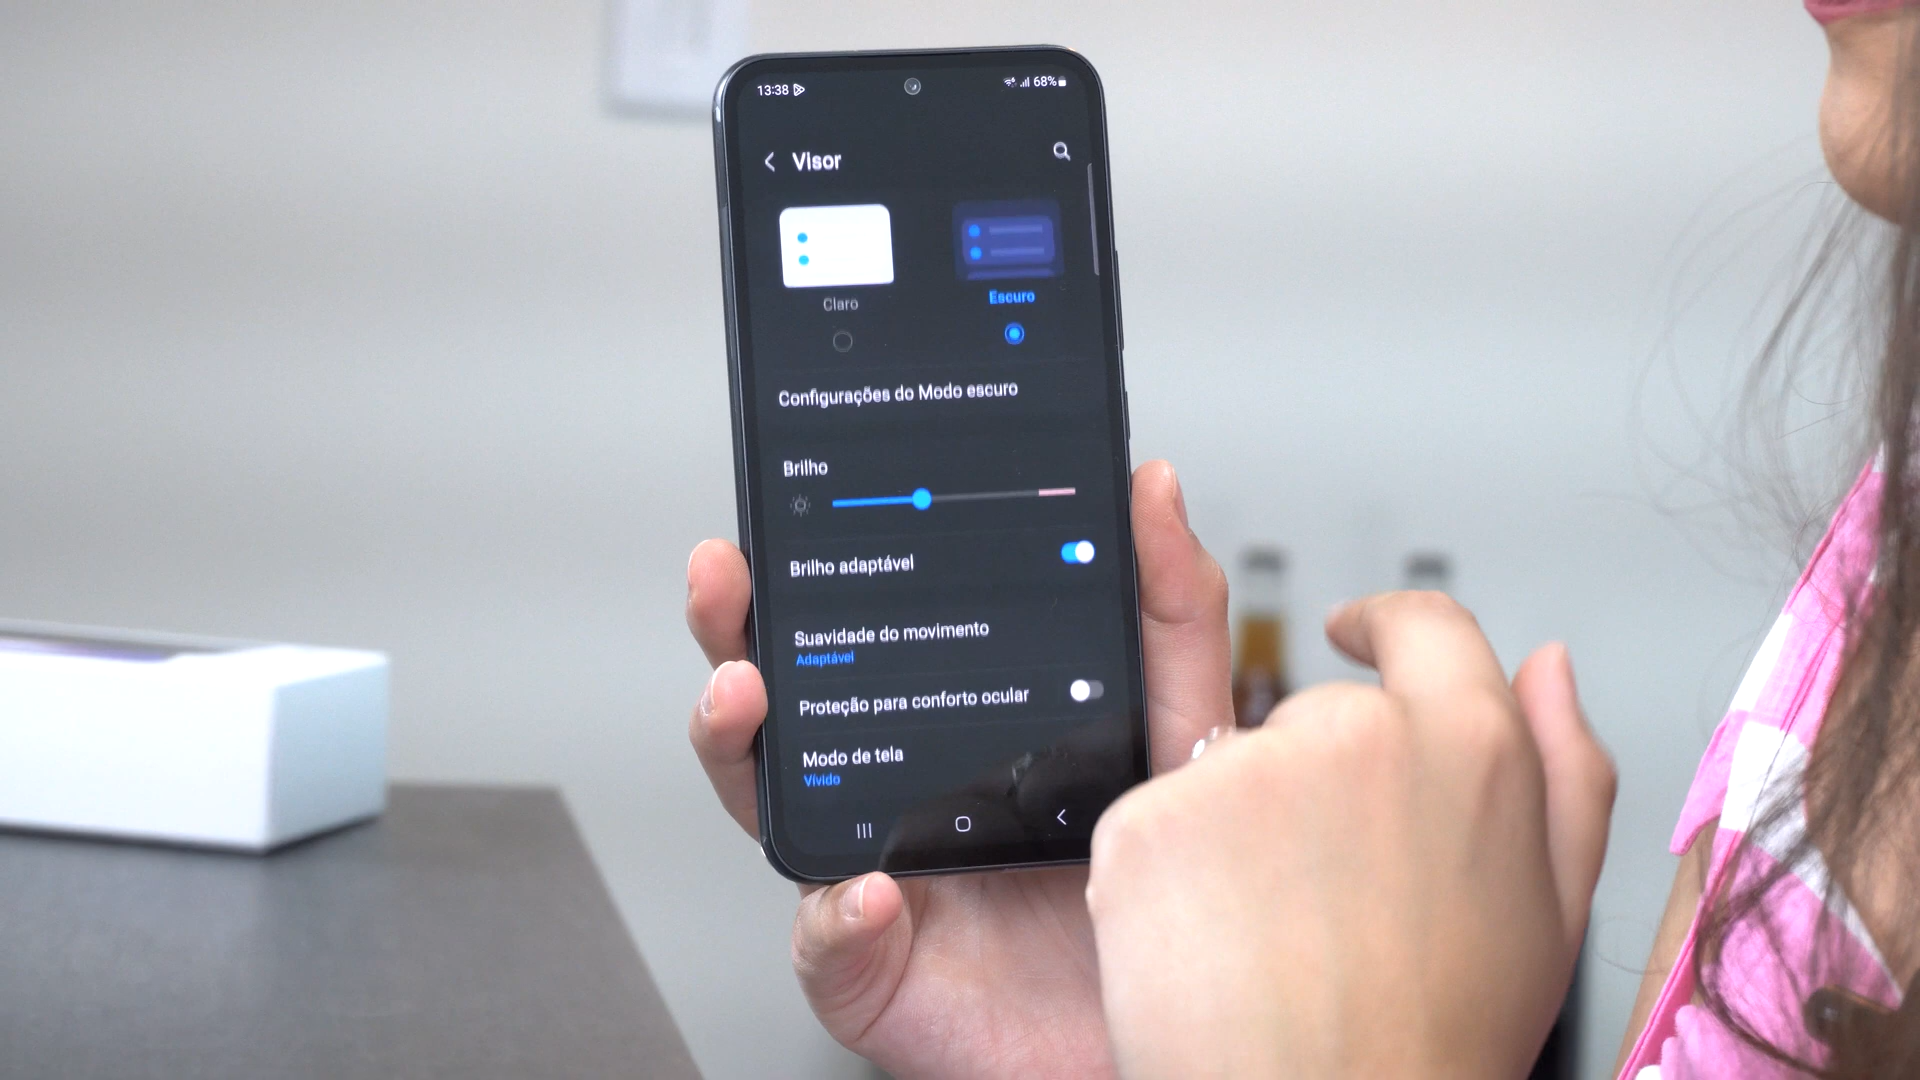 13:38 68%
Visor
Claro Escuro
Configurações do Modo escuro
Brilho
Brilho adaptável
Suavidade do movimento
Adaptável
Proteção para conforto ocular
Modo de tela
Vívido